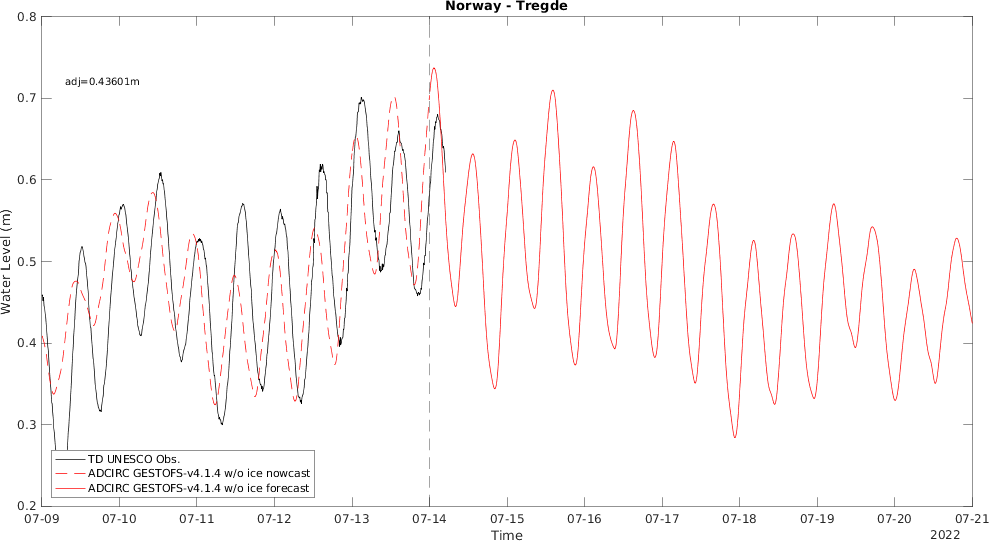 Norway - Tregde
0.8
adj=0.43601m
0.7
0.6
Water Level (m)
0.5
0.4
0.3
0.2
TD UNESCO Obs.
ADCIRC GESTOFS-v4.1.4 w/o ice nowcast
ADCIRC GESTOFS-v4.1.4 w/o ice forecast
07-09 07-10 07-11 07-12 07-13 07-14 07-15 07-16 07-17 07-18 07-19 07-20 07-21
Time
2022